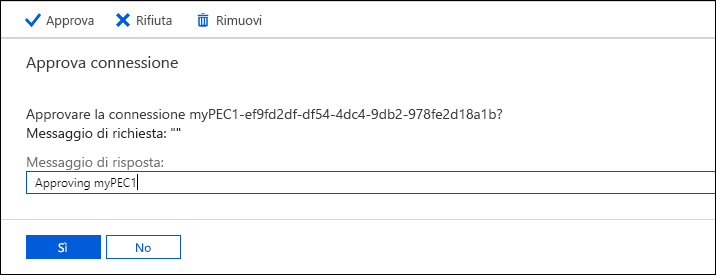 Approva Rifiuta Rimuovi
Approva connessione
Approvare la connessione myPEC1-ef9fd2df-df54-4dc4-9db2-978fe2d18a1b?
Messaggio di richiesta: ""
Messaggio di risposta:
Approving myPEC1
Sì No